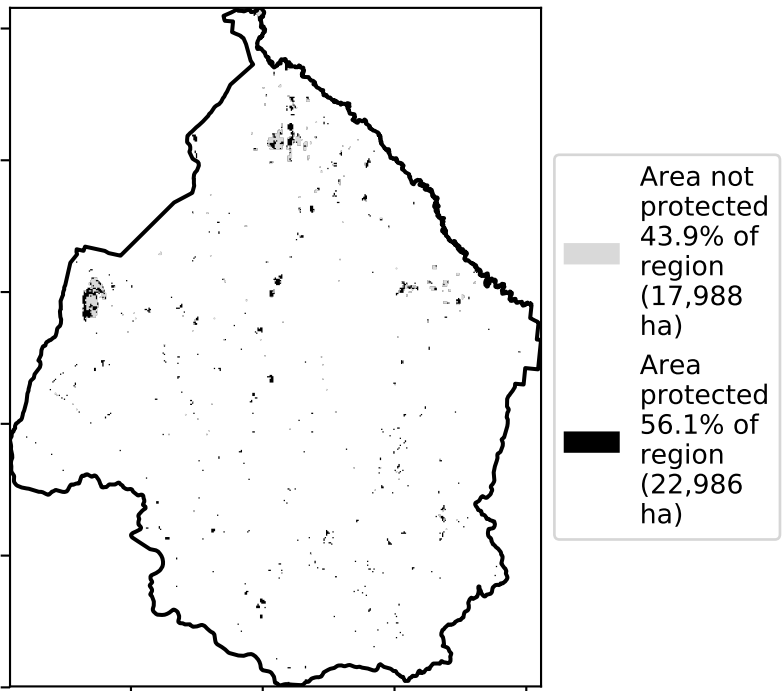 Area not
protected
43.9% of
region
(17,988
ha)
Area
protected
56.1% of
region
(22,986
ha)